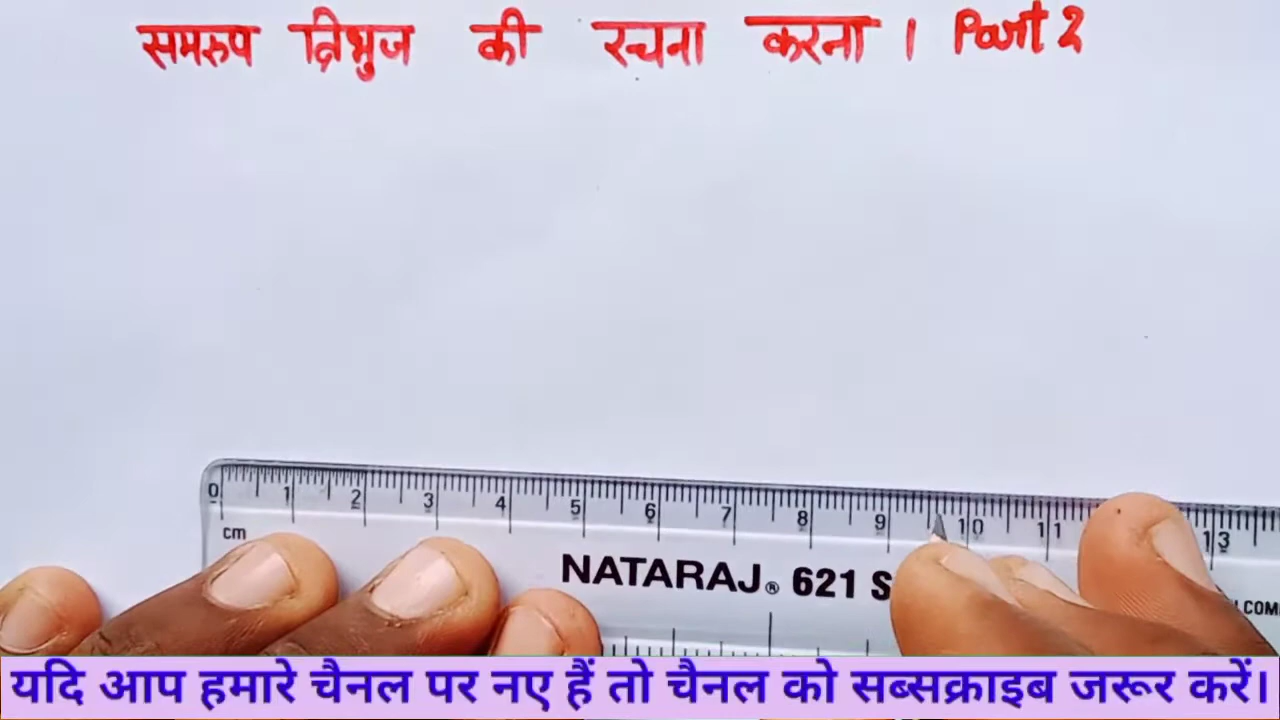 समरुप त्रिभुज की रचना करना । Part 2
0 1 2 3 4 5 6 7 8 9 10 11 13
cm
NATARAJ® 621 S
.COM
यदि आप हमारे चैनल पर नए हैं तो चैनल को सब्सक्राइब जरूर करें।